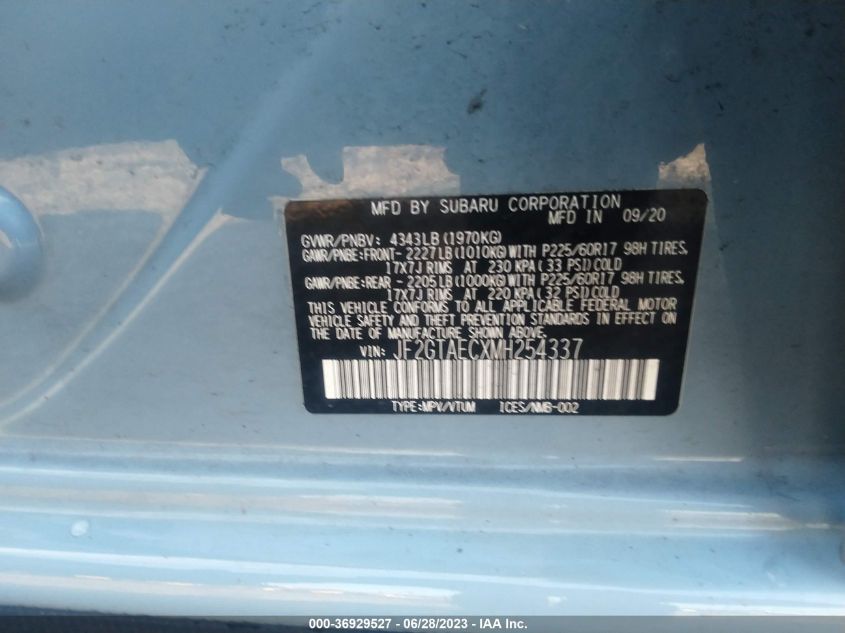 MFD BY SUBARU CORPORATION
MFD IN 09/20
GVWR/PNBV: 4343LB(1970KG)
GAWR/PNBE:FRONT- 2227LB(1010KG)WITH P225/60R17 98H TIRES,
17X7J RIMS AT 230 KPA(33 PSI)COLD
GAWR/PNBE:REAR - 2205LB(1000KG)WITH P225/60R17 98H TIRES,
17X7J RIMS AT 220 KPA(32 PSI)COLD
THIS VEHICLE CONFORMS TO ALL APPLICABLE FEDERAL MOTOR
VEHICLE SAFETY AND THEFT PREVENTION STANDARDS IN EFFECT ON
THE DATE OF MANUFACTURE SHOWN ABOVE.
VIN: JF2GTAECXMH254337
TYPE:MPV/VTUM ICES/NMB-002
000-36929527 - 06/28/2023 - IAA Inc.